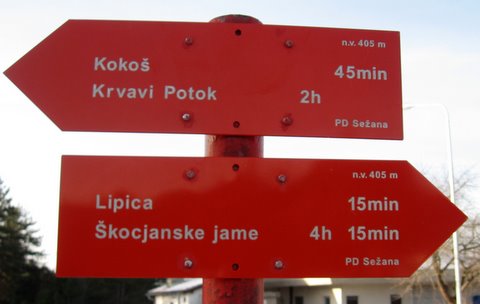 n.v. 405 m
Kokoš 45min
Krvavi Potok 2h
PD Sežana
n.v. 405 m
Lipica 15min
Škocjanske jame 4h 15min
PD Sežana